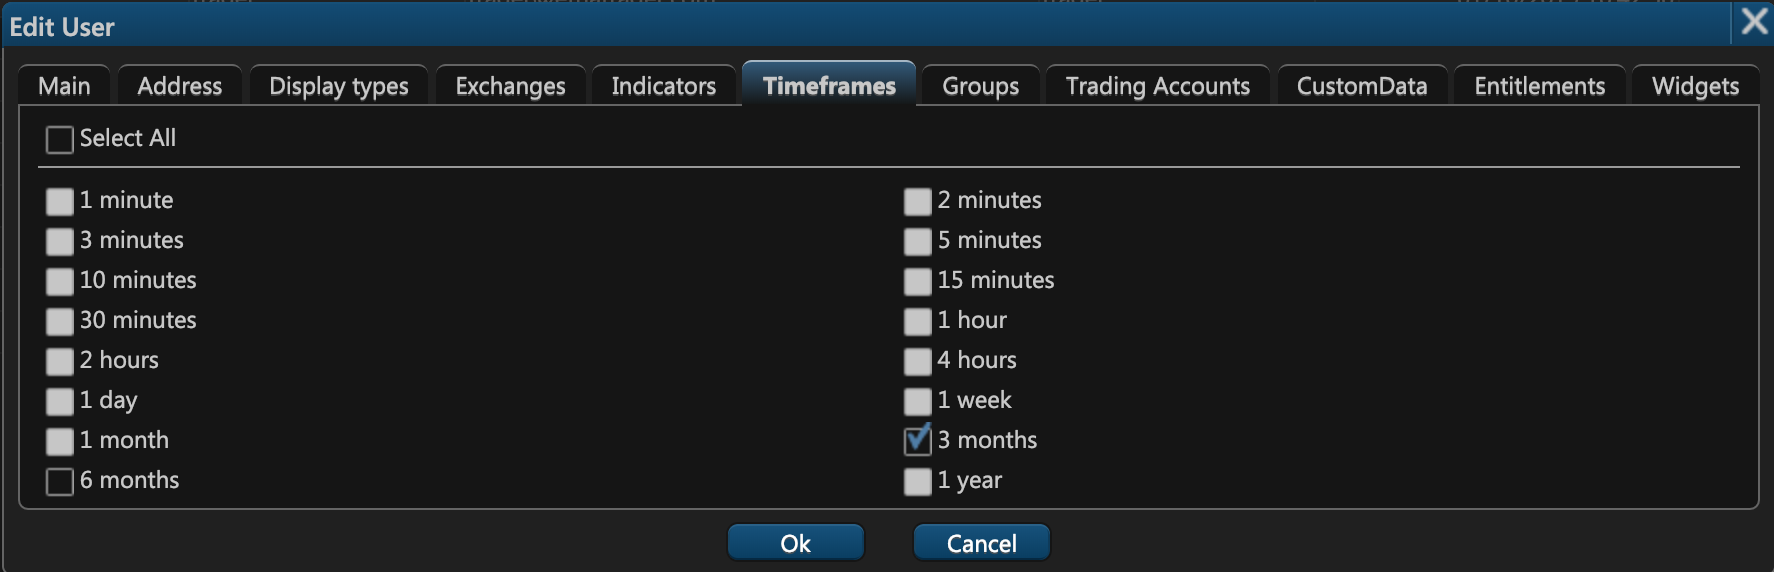 Edit User
Main Address Display types Exchanges Indicators Timeframes Groups Trading Accounts CustomData Entitlements Widgets
Select All
1 minute 2 minutes
3 minutes 5 minutes
10 minutes 15 minutes
30 minutes 1 hour
2 hours 4 hours
1 day 1 week
1 month 3 months
6 months 1 year
Ok Cancel